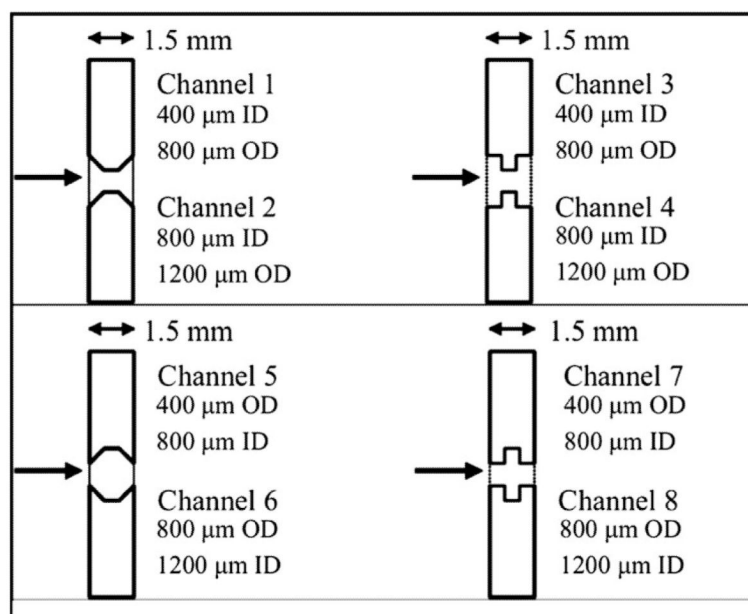 1.5 mm
Channel 1
400 μm ID
800 μm OD
Channel 2
800 μm ID
1200 μm OD
1.5 mm
Channel 3
400 μm ID
800 μm OD
Channel 4
800 μm ID
1200 μm OD
1.5 mm
Channel 5
400 μm OD
800 μm ID
Channel 6
800 μm OD
1200 μm ID
1.5 mm
Channel 7
400 μm OD
800 μm ID
Channel 8
800 μm OD
1200 μm ID